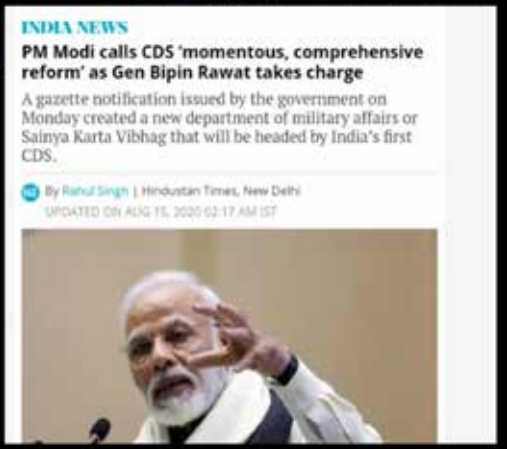 INDIA NEWS
PM Modi calls CDS 'momentous, comprehensive
reform' as Gen Bipin Rawat takes charge
A gazette notification issued by the government on
Monday created a new department of military affairs or
Sainya Karta Vibhag that will be headed by India's first
CDS.
By Rahul Singh | Hindustan Times, New Delhi
UPDATED ON AUG 15, 2020 02:17 AM IST